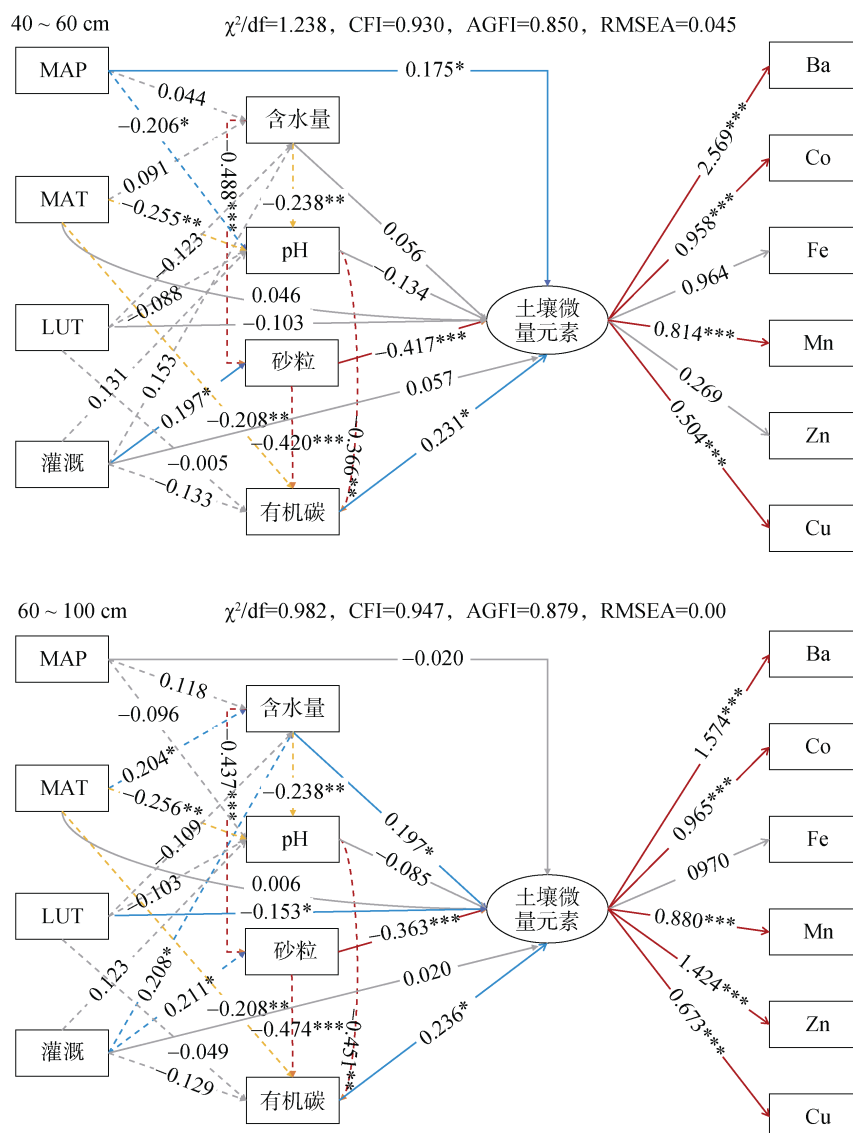 40 ~ 60 cm
χ²/df=1.238，CFI=0.930，AGFI=0.850，RMSEA=0.045
MAP
0.175*
Ba
0.044
含水量
−0.206*
2.569***
Co
0.091
−0.488***
MAT
−0.255**
−0.238**
0.958***
pH
0.056
Fe
−0.123
−0.134
0.964
−0.088
0.046
土壤微
量元素
LUT
−0.103
0.814***
Mn
砂粒
−0.417***
0.131
0.153
0.197*
0.057
0.269
−0.208**
0.504***
Zn
灌溉
−0.420***
−0.366**
0.231*
−0.005
−0.133
有机碳
Cu
60 ~ 100 cm
χ²/df=0.982，CFI=0.947，AGFI=0.879，RMSEA=0.00
MAP
−0.020
Ba
0.118
含水量
−0.096
1.574***
Co
0.204*
−0.437***
MAT
−0.256**
−0.238**
0.965***
pH
0.197*
Fe
−0.109
−0.085
0970
−0.103
0.006
土壤微
量元素
LUT
−0.153*
0.880***
Mn
砂粒
−0.363***
0.123
0.208*
0.211*
0.020
1.424***
−0.208**
0.673***
Zn
灌溉
−0.474***
−0.451**
0.236*
−0.049
−0.129
有机碳
Cu